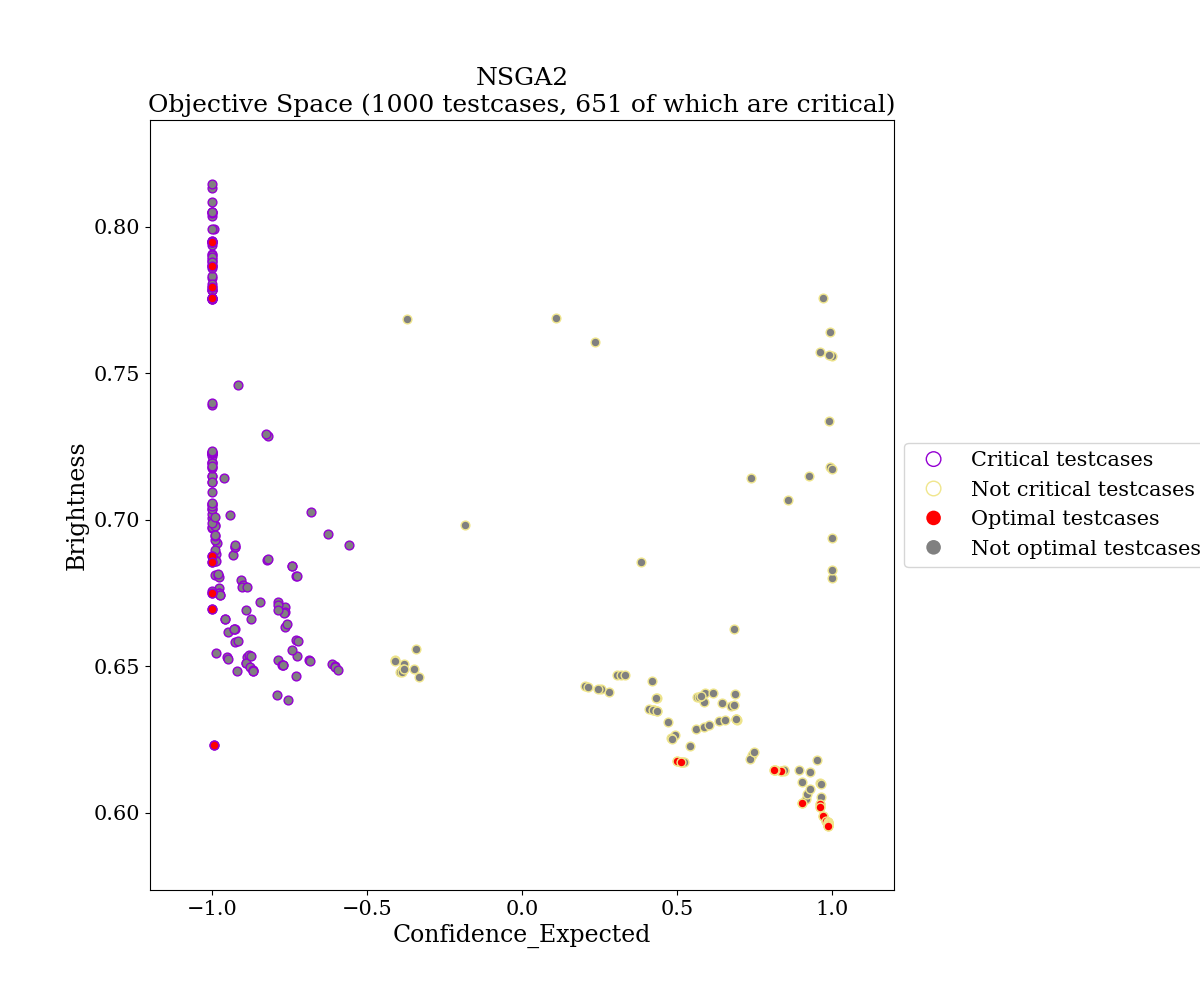 NSGA2
Objective Space (1000 testcases, 651 of which are critical)
0.80
0.75
0.70
0.65
0.60
Brightness
−1.0
−0.5
0.0
0.5
1.0
Confidence_Expected
Critical testcases
Not critical testcases
Optimal testcases
Not optimal testcases